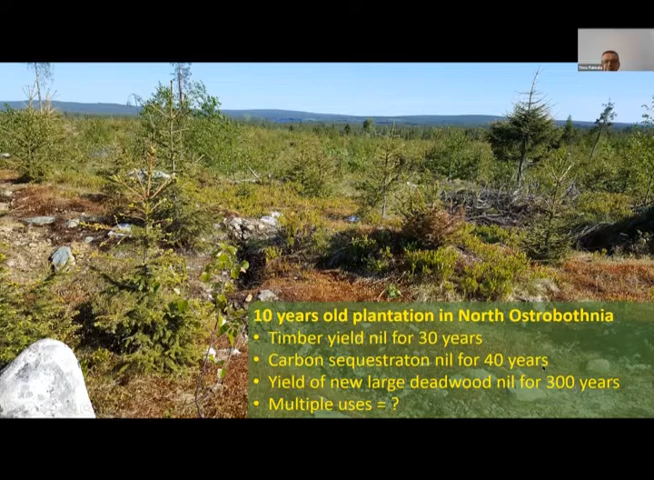 10 years old plantation in North Ostrobothnia
• Timber yield nil for 30 years
• Carbon sequestraton nil for 40 years
• Yield of new large deadwood nil for 300 years
• Multiple uses = ?